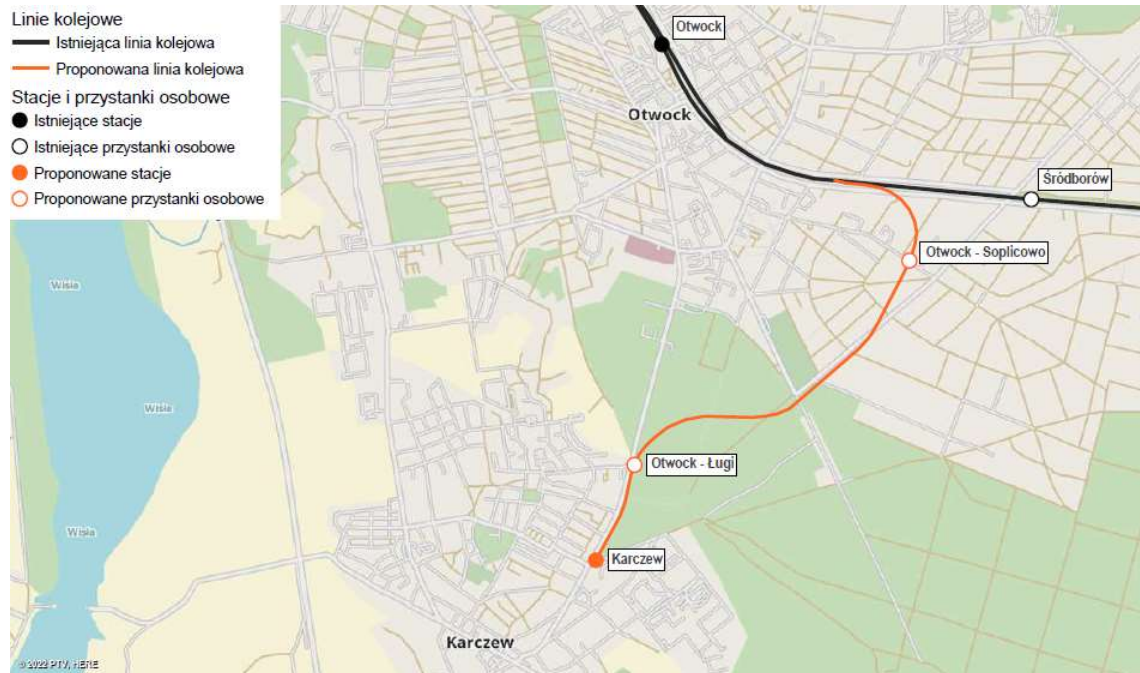 Linie kolejowe
Istniejąca linia kolejowa
Proponowana linia kolejowa
Stacje i przystanki osobowe
Istniejące stacje
Istniejące przystanki osobowe
Proponowane stacje
Proponowane przystanki osobowe
Otwock
Otwock
Śródborów
Otwock - Soplicowo
Wisła
Wisła
Otwock - Ługi
Wisła
Karczew
Karczew
© 2022 PTV, HERE